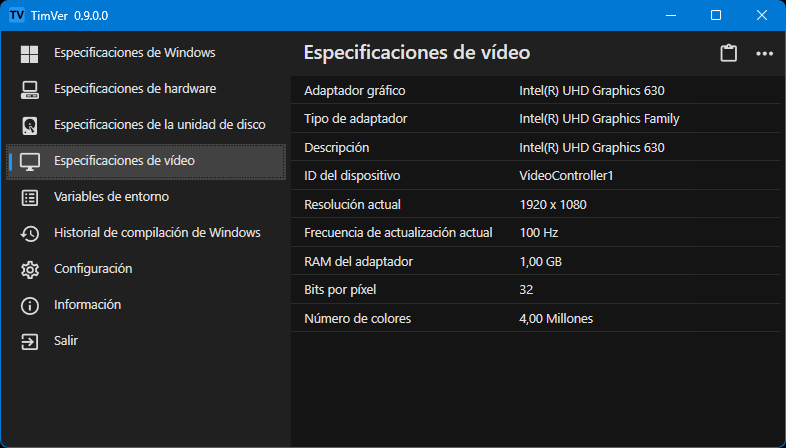 TV TimVer 0.9.0.0
Especificaciones de Windows
Especificaciones de hardware
Especificaciones de la unidad de disco
Especificaciones de vídeo
Variables de entorno
Historial de compilación de Windows
Configuración
Información
Salir
Especificaciones de vídeo
Adaptador gráfico Intel(R) UHD Graphics 630
Tipo de adaptador Intel(R) UHD Graphics Family
Descripción Intel(R) UHD Graphics 630
ID del dispositivo VideoController1
Resolución actual 1920 x 1080
Frecuencia de actualización actual 100 Hz
RAM del adaptador 1,00 GB
Bits por píxel 32
Número de colores 4,00 Millones